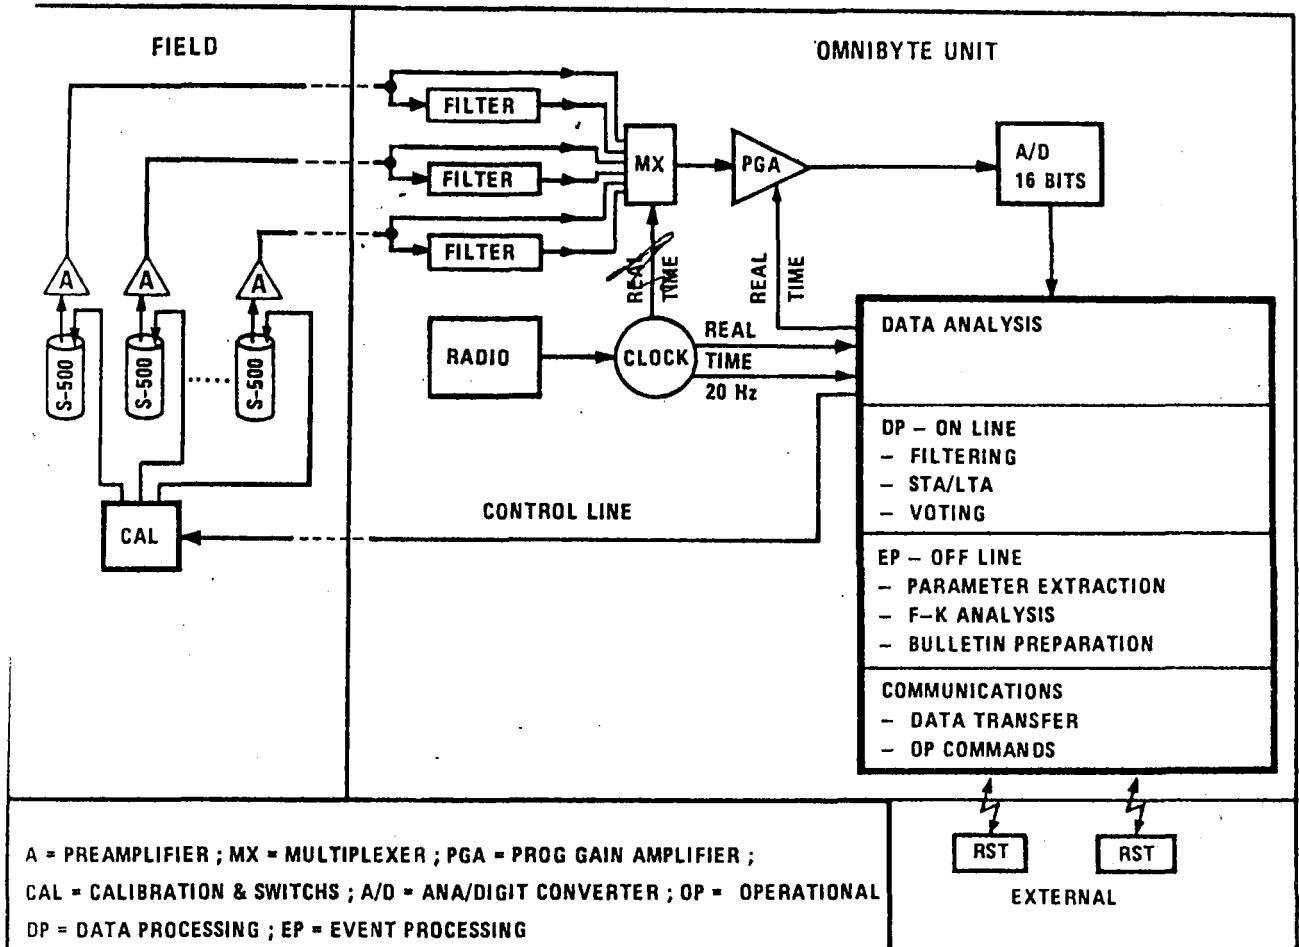 FIELD
OMNIBYTE UNIT
FILTER
FILTER
FILTER
MX
PGA
A/D
16 BITS
A
A
A
S-500
S-500
S-500
REAL
TIME
REAL
TIME
RADIO
CLOCK
REAL
TIME
20 Hz
CAL
CONTROL LINE
DATA ANALYSIS
DP - ON LINE
- FILTERING
- STA/LTA
- VOTING
EP - OFF LINE
- PARAMETER EXTRACTION
- F-K ANALYSIS
- BULLETIN PREPARATION
COMMUNICATIONS
- DATA TRANSFER
- OP COMMANDS
RST
RST
EXTERNAL
A = PREAMPLIFIER ; MX = MULTIPLEXER ; PGA = PROG GAIN AMPLIFIER ;
CAL = CALIBRATION & SWITCHS ; A/D = ANA/DIGIT CONVERTER ; OP = OPERATIONAL
DP = DATA PROCESSING ; EP = EVENT PROCESSING